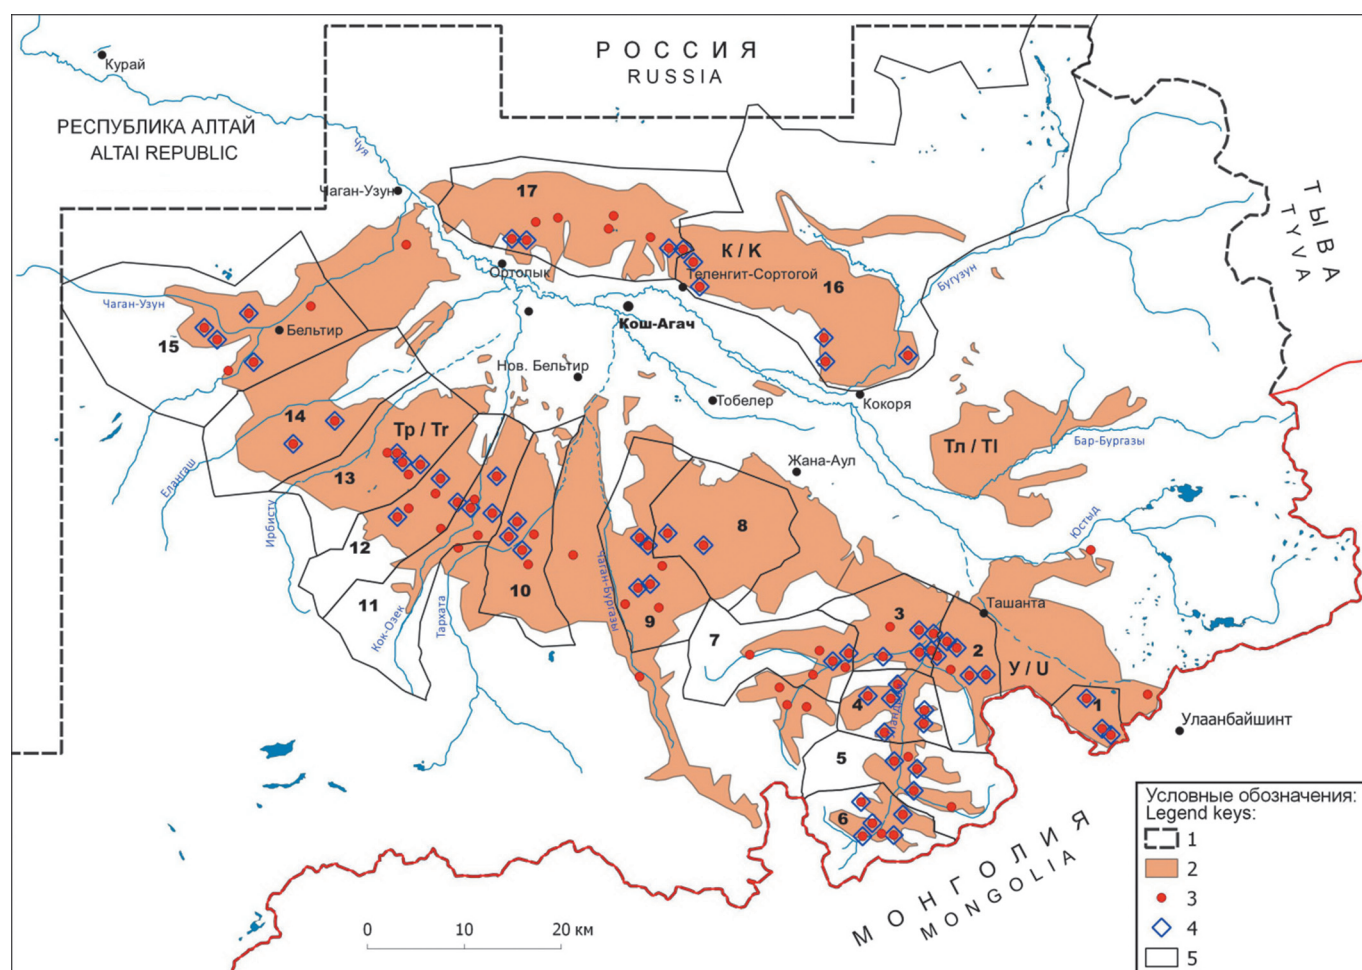 РОССИЯ
RUSSIA
Курай
РЕСПУБЛИКА АЛТАЙ
ALTAI REPUBLIC
Чуя
Чаган-Узун
17
ТЫВА
TYVA
К / K
Ортолык
Теленгит-Сортогой
16
Бугузун
Чаган-Узун
15
Бельтир
Кош-Агач
Нов. Бельтир
Тобелер
Кокоря
14
Тр / Tr
Тл / Tl
Бар-Бургазы
Елангаш
13
Жана-Аул
Ирбисту
8
Юстыд
12
11
10
Чаган-Бургазы
9
Кок-Озек
Тархата
7
3
Ташанта
2
У / U
4
1
Улаанбайшинт
5
6
МОНГОЛИЯ
MONGOLIA
0 10 20 км
Условные обозначения:
Legend keys:
1
2
3
4
5